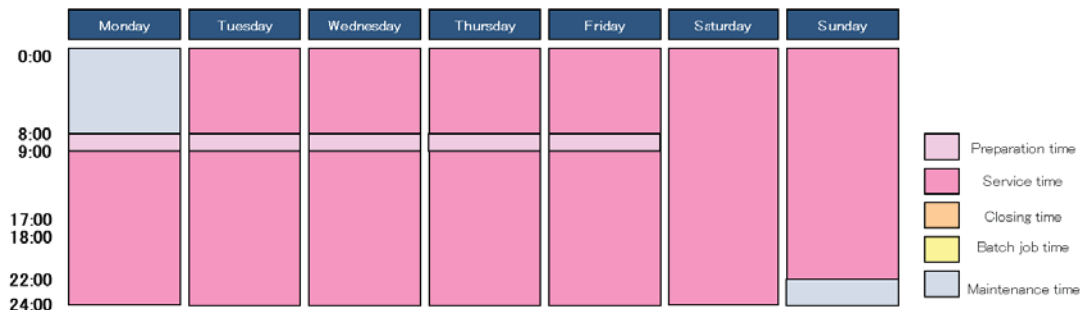 Monday Tuesday Wednesday Thursday Friday Saturday Sunday
0:00
8:00
9:00
17:00
18:00
22:00
24:00
Preparation time
Service time
Closing time
Batch job time
Maintenance time